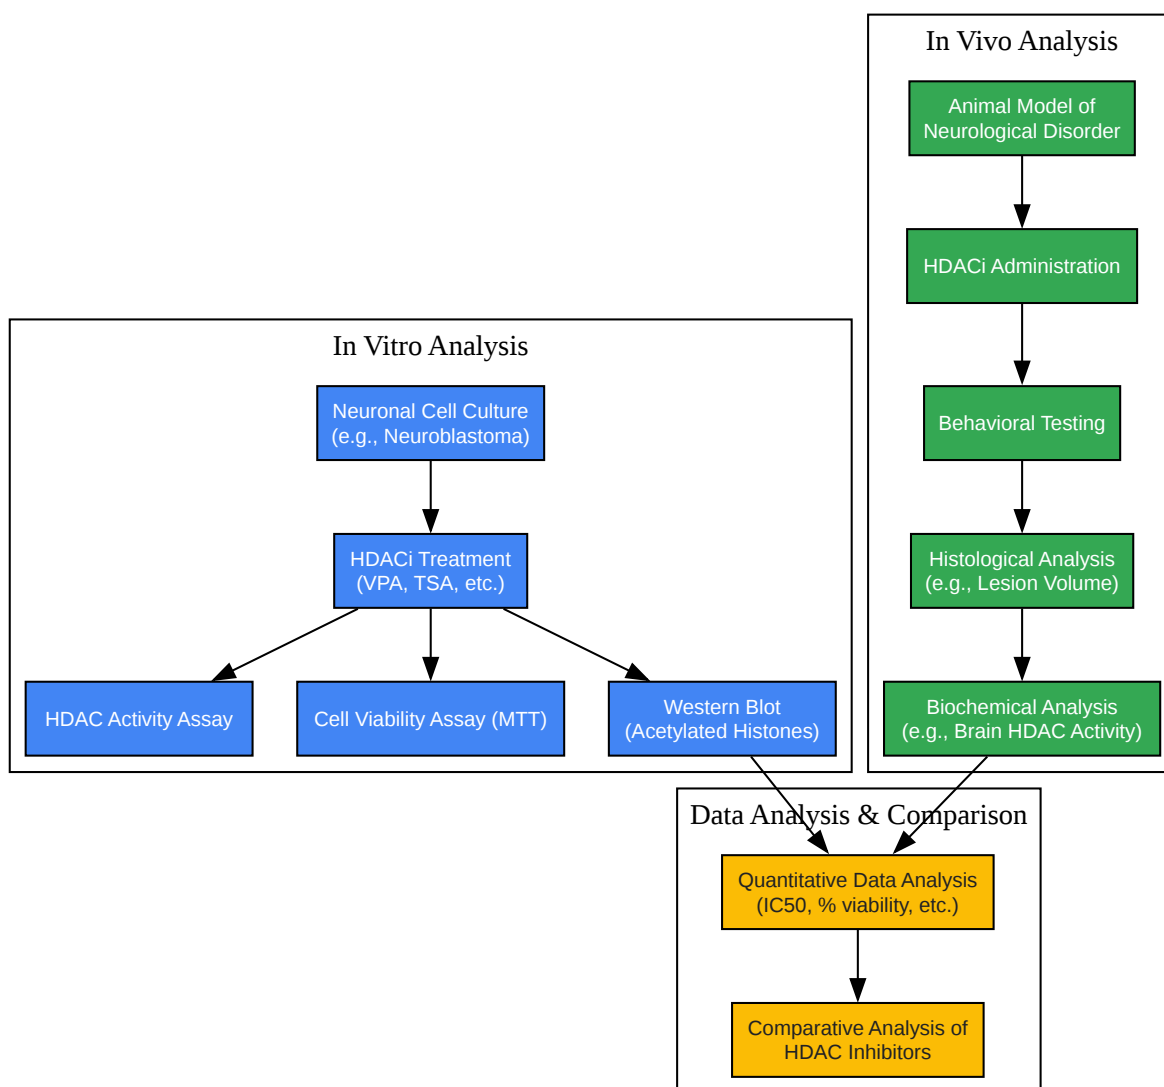 In Vivo Analysis
Animal Model of
Neurological Disorder
HDACi Administration
Behavioral Testing
Histological Analysis
(e.g., Lesion Volume)
Biochemical Analysis
(e.g., Brain HDAC Activity)
In Vitro Analysis
Neuronal Cell Culture
(e.g., Neuroblastoma)
HDACi Treatment
(VPA, TSA, etc.)
HDAC Activity Assay
Cell Viability Assay (MTT)
Western Blot
(Acetylated Histones)
Data Analysis & Comparison
Quantitative Data Analysis
(IC50, % viability, etc.)
Comparative Analysis of
HDAC Inhibitors